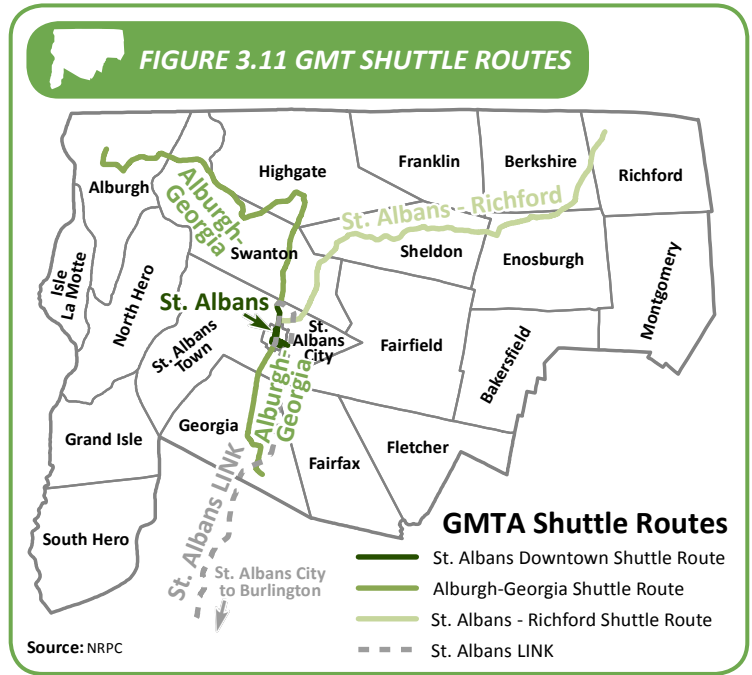 FIGURE 3.11 GMT SHUTTLE ROUTES
Alburgh
Alburgh-
Georgia
Highgate
Franklin
Berkshire
Richford
St. Albans - Richford
Swanton
Sheldon
Enosburgh
Isle
La Motte
North Hero
Montgomery
St. Albans
St. Albans
Town
St.
Albans
City
Fairfield
Bakersfield
Alburgh-
Georgia
Grand Isle
Georgia
Fairfax
Fletcher
South Hero
St. Albans LINK
St. Albans City
to Burlington
GMTA Shuttle Routes
St. Albans Downtown Shuttle Route
Alburgh-Georgia Shuttle Route
St. Albans - Richford Shuttle Route
St. Albans LINK
Source: NRPC